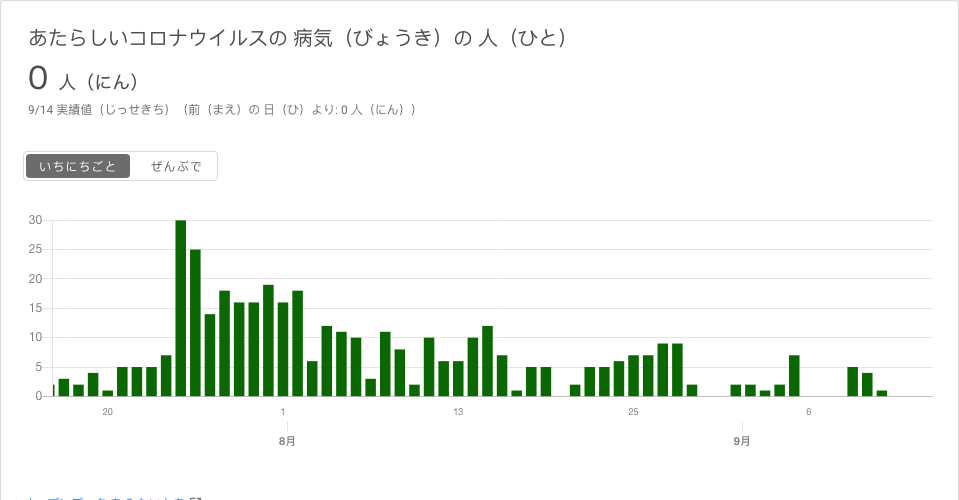 あたらしいコロナウイルスの 病気（びょうき）の 人（ひと）
0 人（にん）
9/14 実績値（じっせきち）（前（まえ）の 日（ひ）より: 0 人（にん））
いちにちごと ぜんぶで
30
25
20
15
10
5
0
20 1 13 25 6
8月 9月